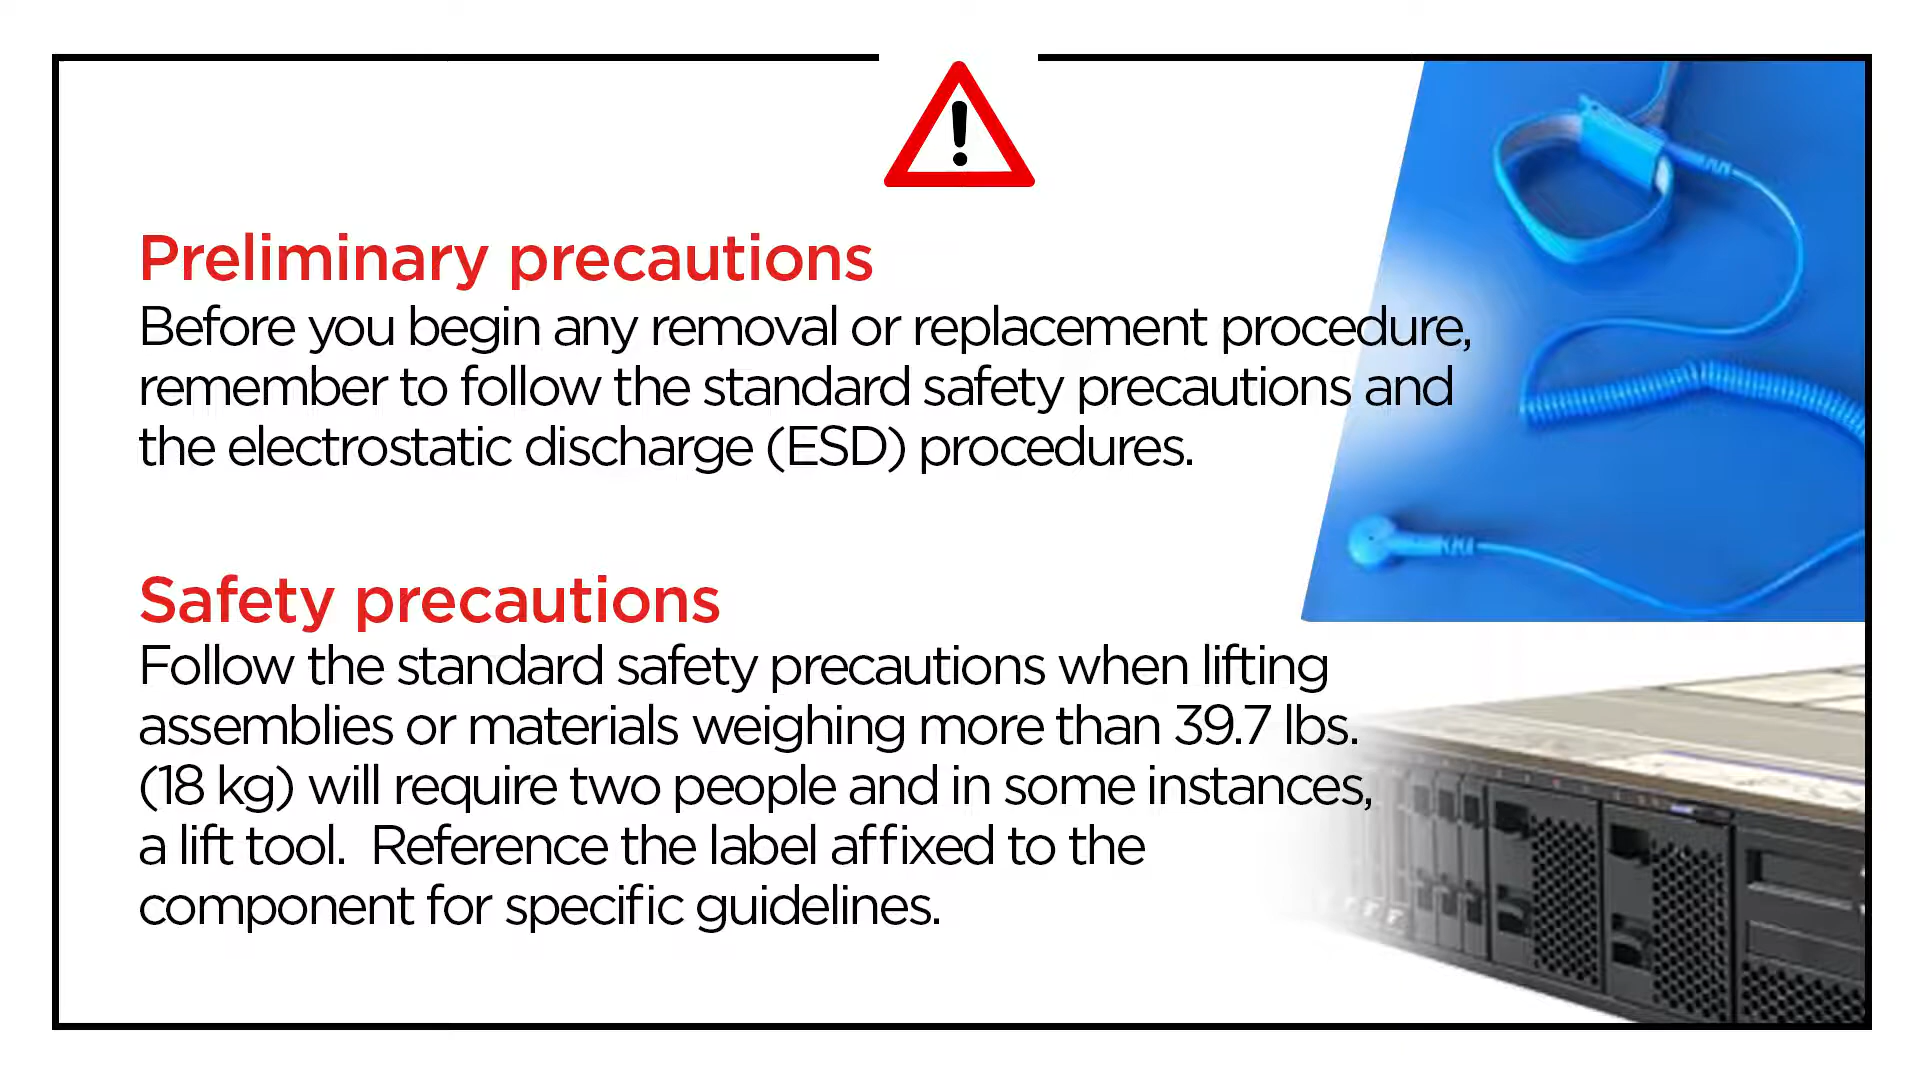 Preliminary precautions
Before you begin any removal or replacement procedure,
remember to follow the standard safety precautions and
the electrostatic discharge (ESD) procedures.
Safety precautions
Follow the standard safety precautions when lifting
assemblies or materials weighing more than 39.7 lbs.
(18 kg) will require two people and in some instances,
a lift tool.  Reference the label affixed to the
component for specific guidelines.